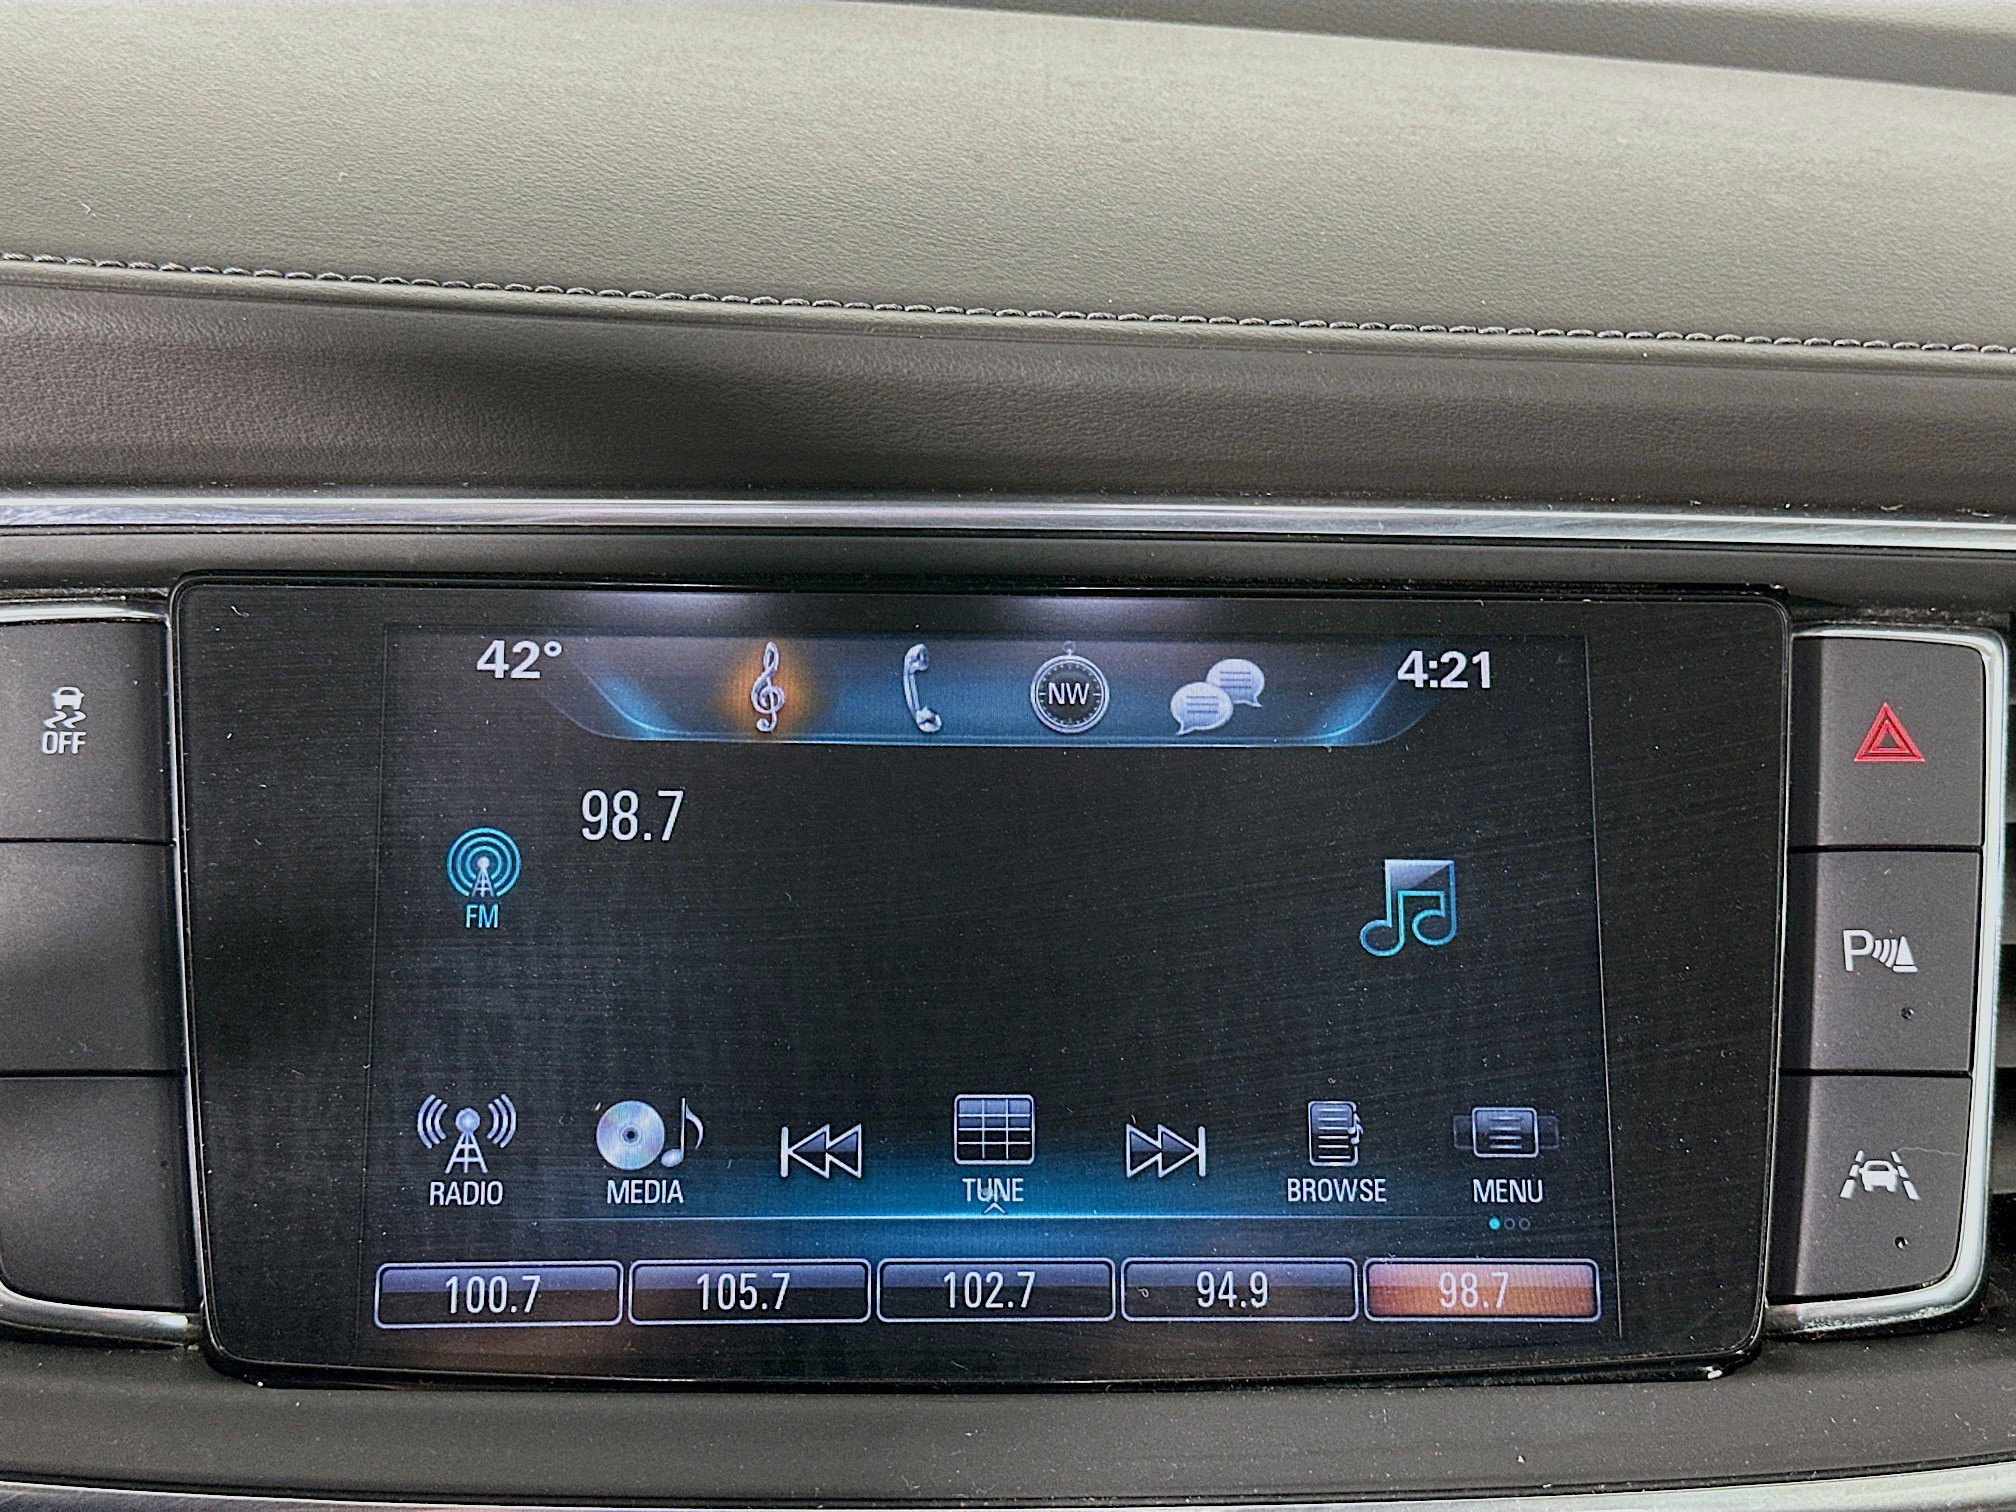 42° NW 4:21
OFF
98.7
FM
P
RADIO MEDIA TUNE BROWSE MENU
100.7 105.7 102.7 94.9 98.7